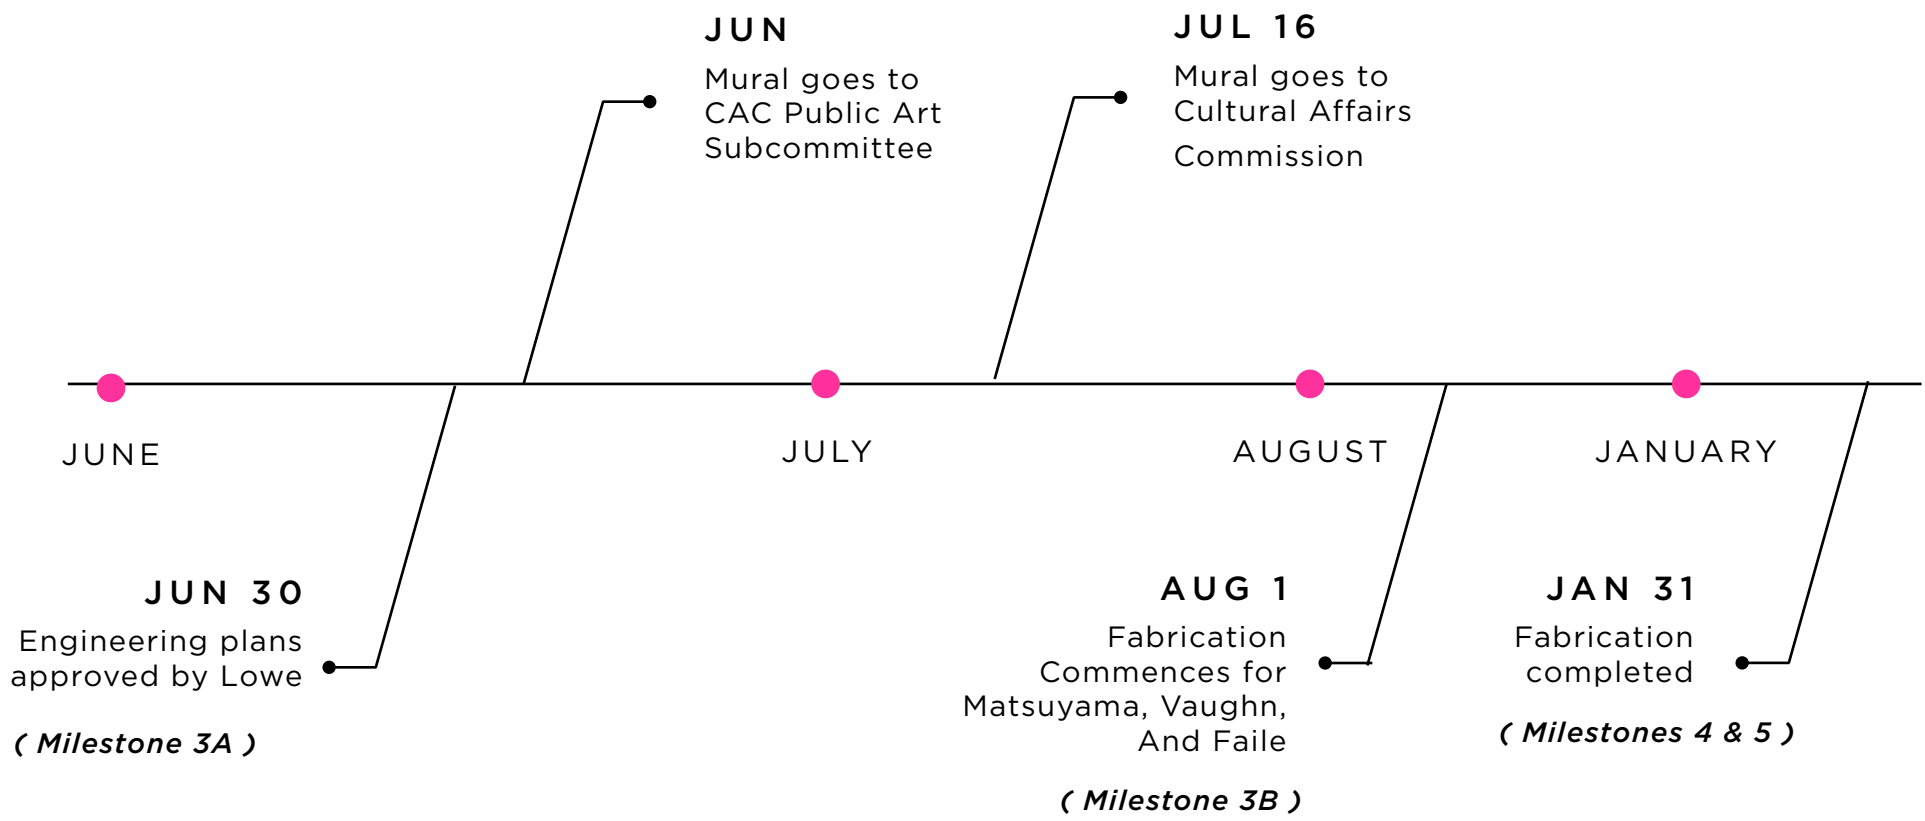 JUN
Mural goes to
CAC Public Art
Subcommittee
JUL 16
Mural goes to
Cultural Affairs
Commission
JUNE
JULY
AUGUST
JANUARY
JUN 30
Engineering plans
approved by Lowe
( Milestone 3A )
AUG 1
Fabrication
Commences for
Matsuyama, Vaughn,
And Faile
( Milestone 3B )
JAN 31
Fabrication
completed
( Milestones 4 & 5 )